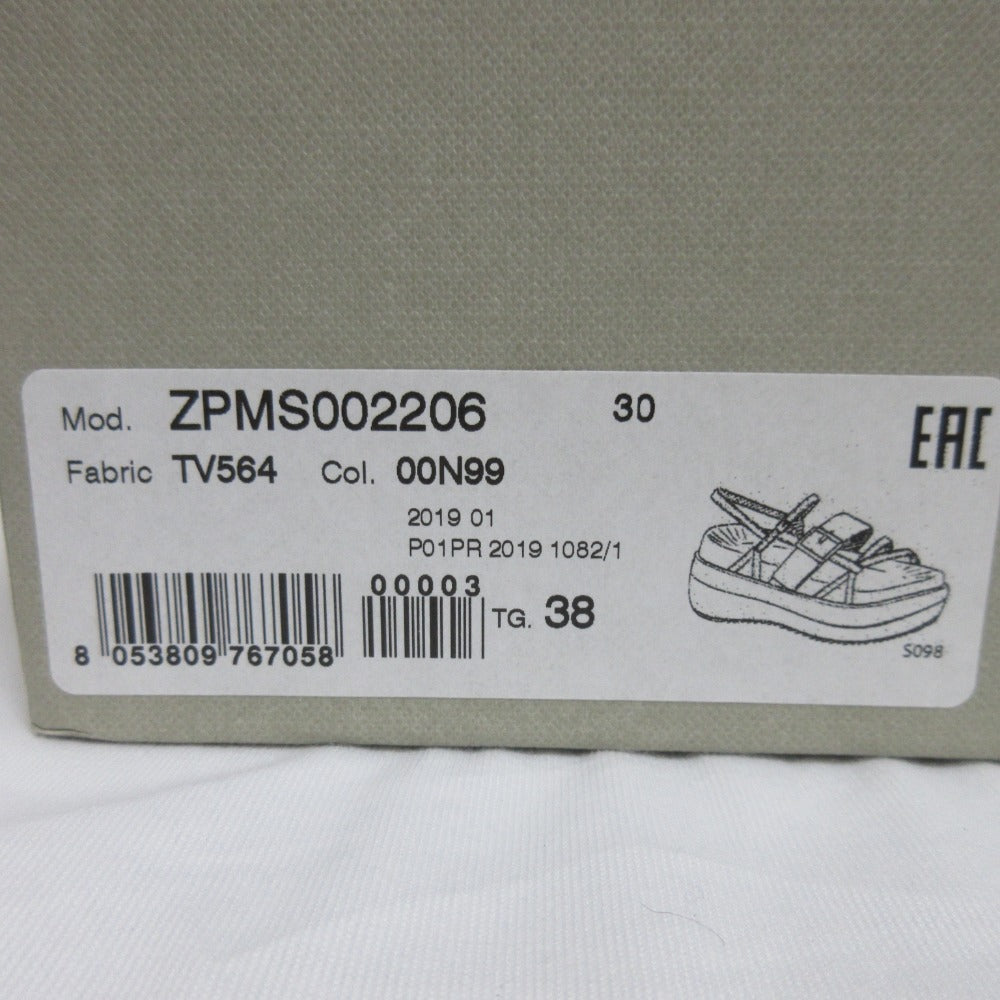 Mod. ZPMS002206 30
EAC
Fabric TV564 Col. 00N99
2019 01
P01PR 2019 1082/1
00003
TG. 38
8 053809 767058
S098